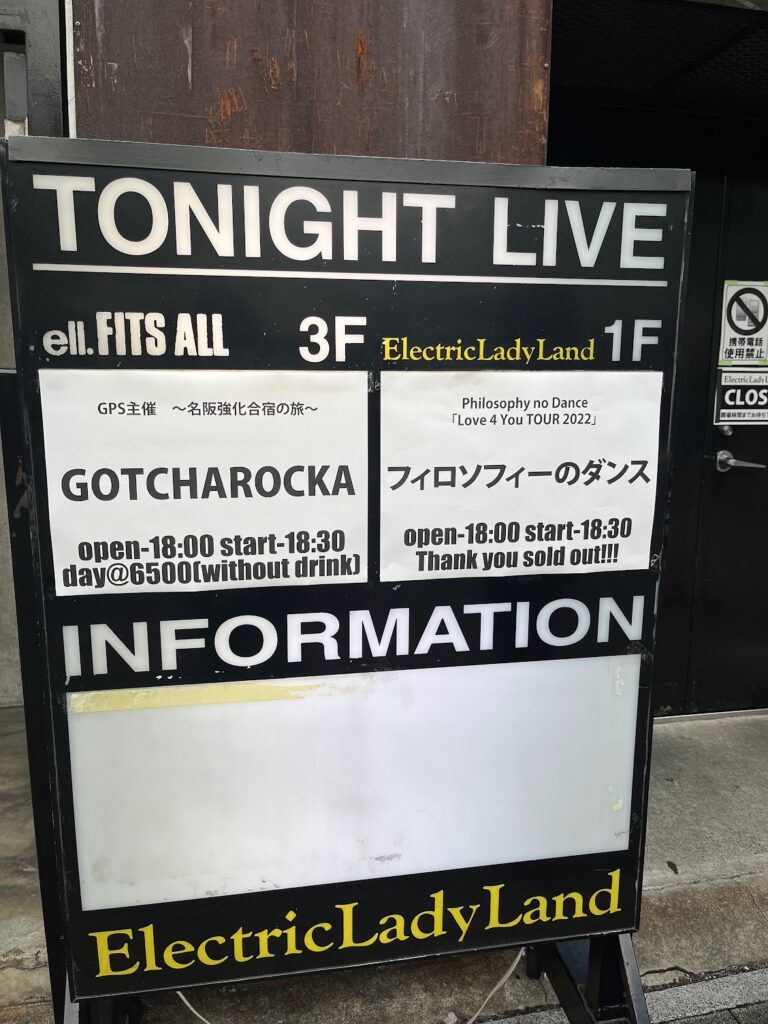 TONIGHT LIVE
ell.FITS ALL 3F
GPS主催 ～名阪強化合宿の旅～
GOTCHAROCKA
open-18:00 start-18:30
day@6500(without drink)
ElectricLadyLand 1F
Philosophy no Dance
「Love 4 You TOUR 2022」
フィロソフィーのダンス
open-18:00 start-18:30
Thank you sold out!!!
INFORMATION
ElectricLadyLand
携帯電話
使用禁止